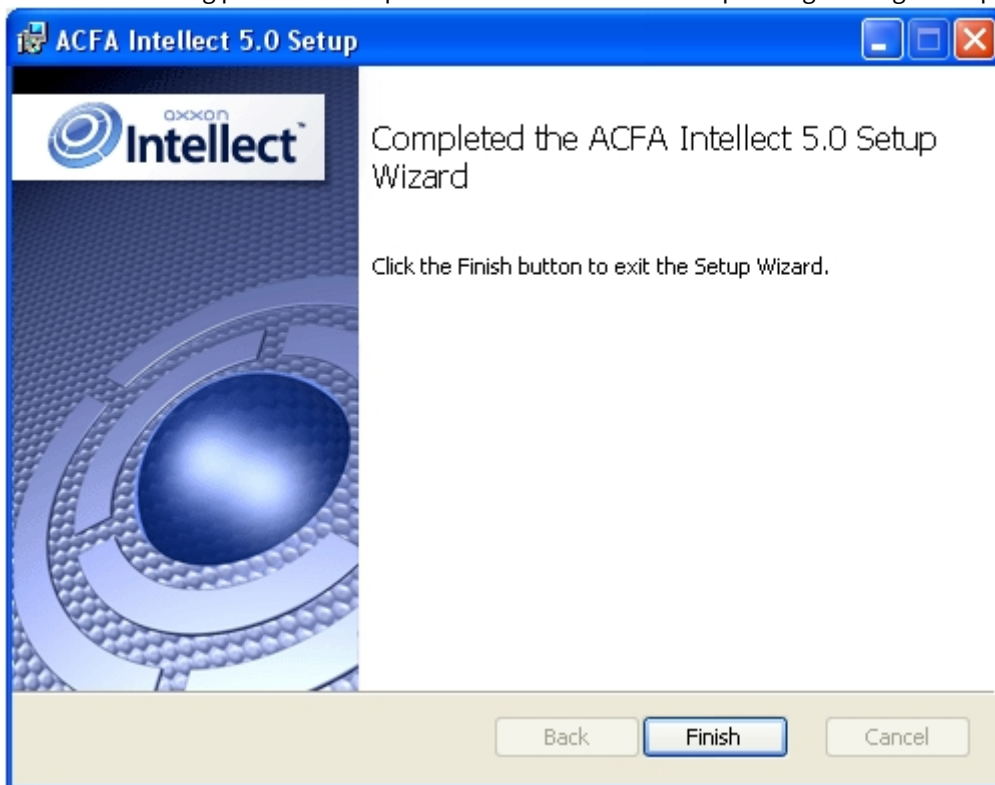 ACFA Intellect 5.0 Setup
axxon
Intellect™
Completed the ACFA Intellect 5.0 Setup
Wizard
Click the Finish button to exit the Setup Wizard.
Back Finish Cancel